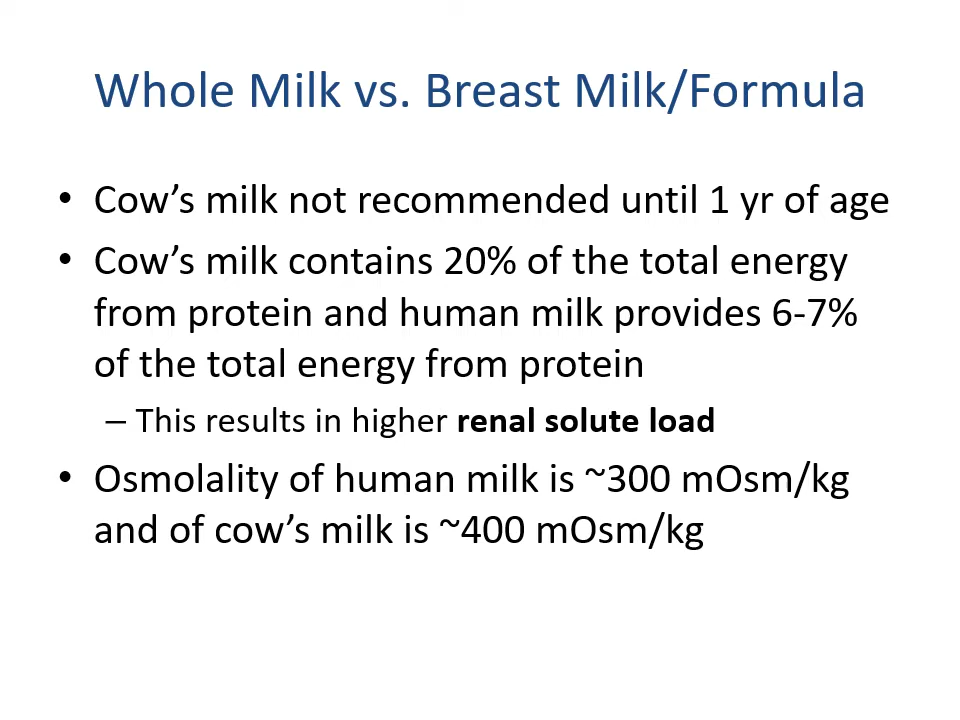 Whole Milk vs. Breast Milk/Formula
• Cow’s milk not recommended until 1 yr of age
• Cow’s milk contains 20% of the total energy
from protein and human milk provides 6-7%
of the total energy from protein
– This results in higher renal solute load
• Osmolality of human milk is ~300 mOsm/kg
and of cow’s milk is ~400 mOsm/kg